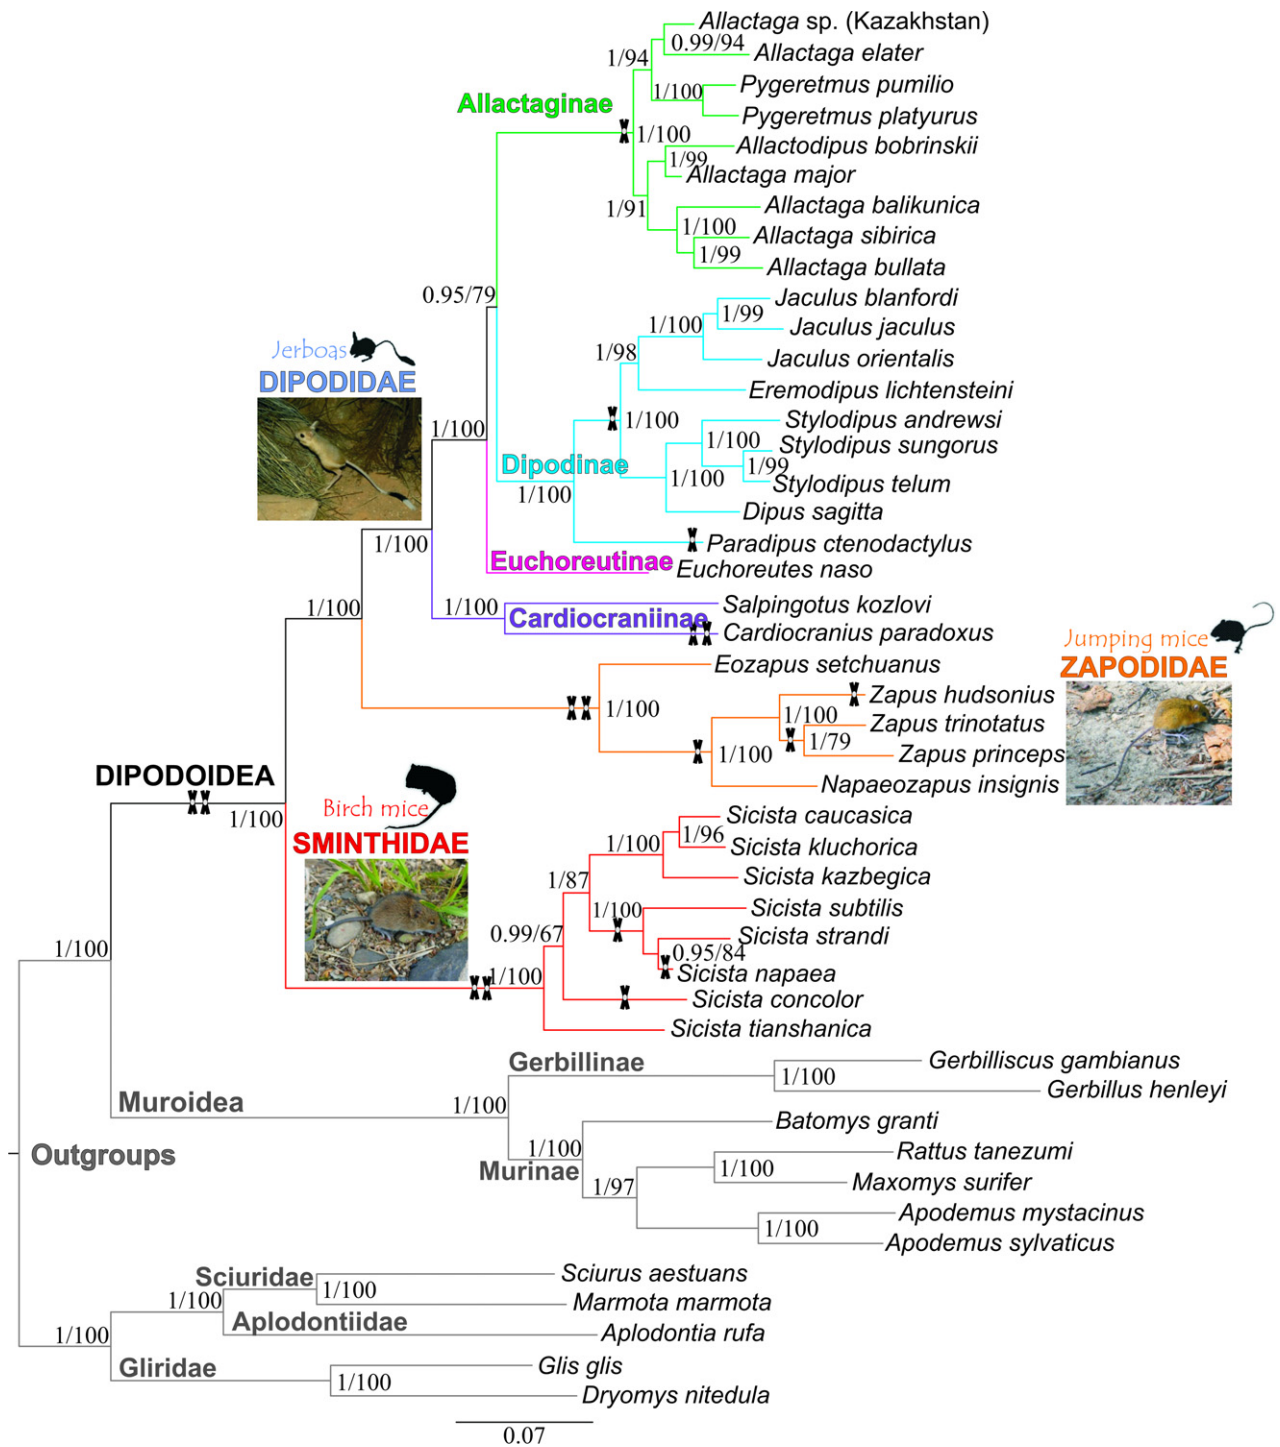 Allactaga sp. (Kazakhstan)
0.99/94
Allactaga elater
1/94
Pygeretmus pumilio
1/100
Allactaginae
Pygeretmus platyurus
1/100
Allactodipus bobrinskii
1/99
Allactaga major
Allactaga balikunica
1/91
1/100
Allactaga sibirica
1/99
Allactaga bullata
0.95/79
Jaculus blanfordi
1/99
1/100
Jaculus jaculus
Jerboas
1/98
Jaculus orientalis
DIPODIDAE
Eremodipus lichtensteini
1/100
Stylodipus andrewsi
1/100
1/100
Stylodipus sungorus
Dipodinae
1/99
1/100
Stylodipus telum
1/100
Dipus sagitta
1/100
Paradipus ctenodactylus
Euchoreutinae
Euchoreutes naso
1/100
1/100
Salpingotus kozlovi
Cardiocraniinae
Cardiocranius paradoxus
Jumping mice
ZAPODIDAE
Eozapus setchuanus
1/100
Zapus hudsonius
1/100
Zapus trinotatus
1/79
1/100
Zapus princeps
DIPODOIDEA
Napaeozapus insignis
1/100
Birch mice
SMINTHIDAE
Sicista caucasica
1/96
1/100
Sicista kluchorica
1/87
Sicista kazbegica
1/100
Sicista subtilis
0.99/67
Sicista strandi
0.95/84
1/100
Sicista napaea
1/100
Sicista concolor
Sicista tianshanica
Gerbillinae
Gerbilliscus gambianus
1/100
Gerbillus henleyi
Muroidea
1/100
Batomys granti
1/100
Outgroups
Murinae
Rattus tanezumi
1/100
1/97
Maxomys surifer
Apodemus mystacinus
1/100
Apodemus sylvaticus
Sciuridae
Sciurus aestuans
1/100
1/100
Marmota marmota
Aplodontiidae
Aplodontia rufa
1/100
Gliridae
Glis glis
1/100
Dryomys nitedula
0.07